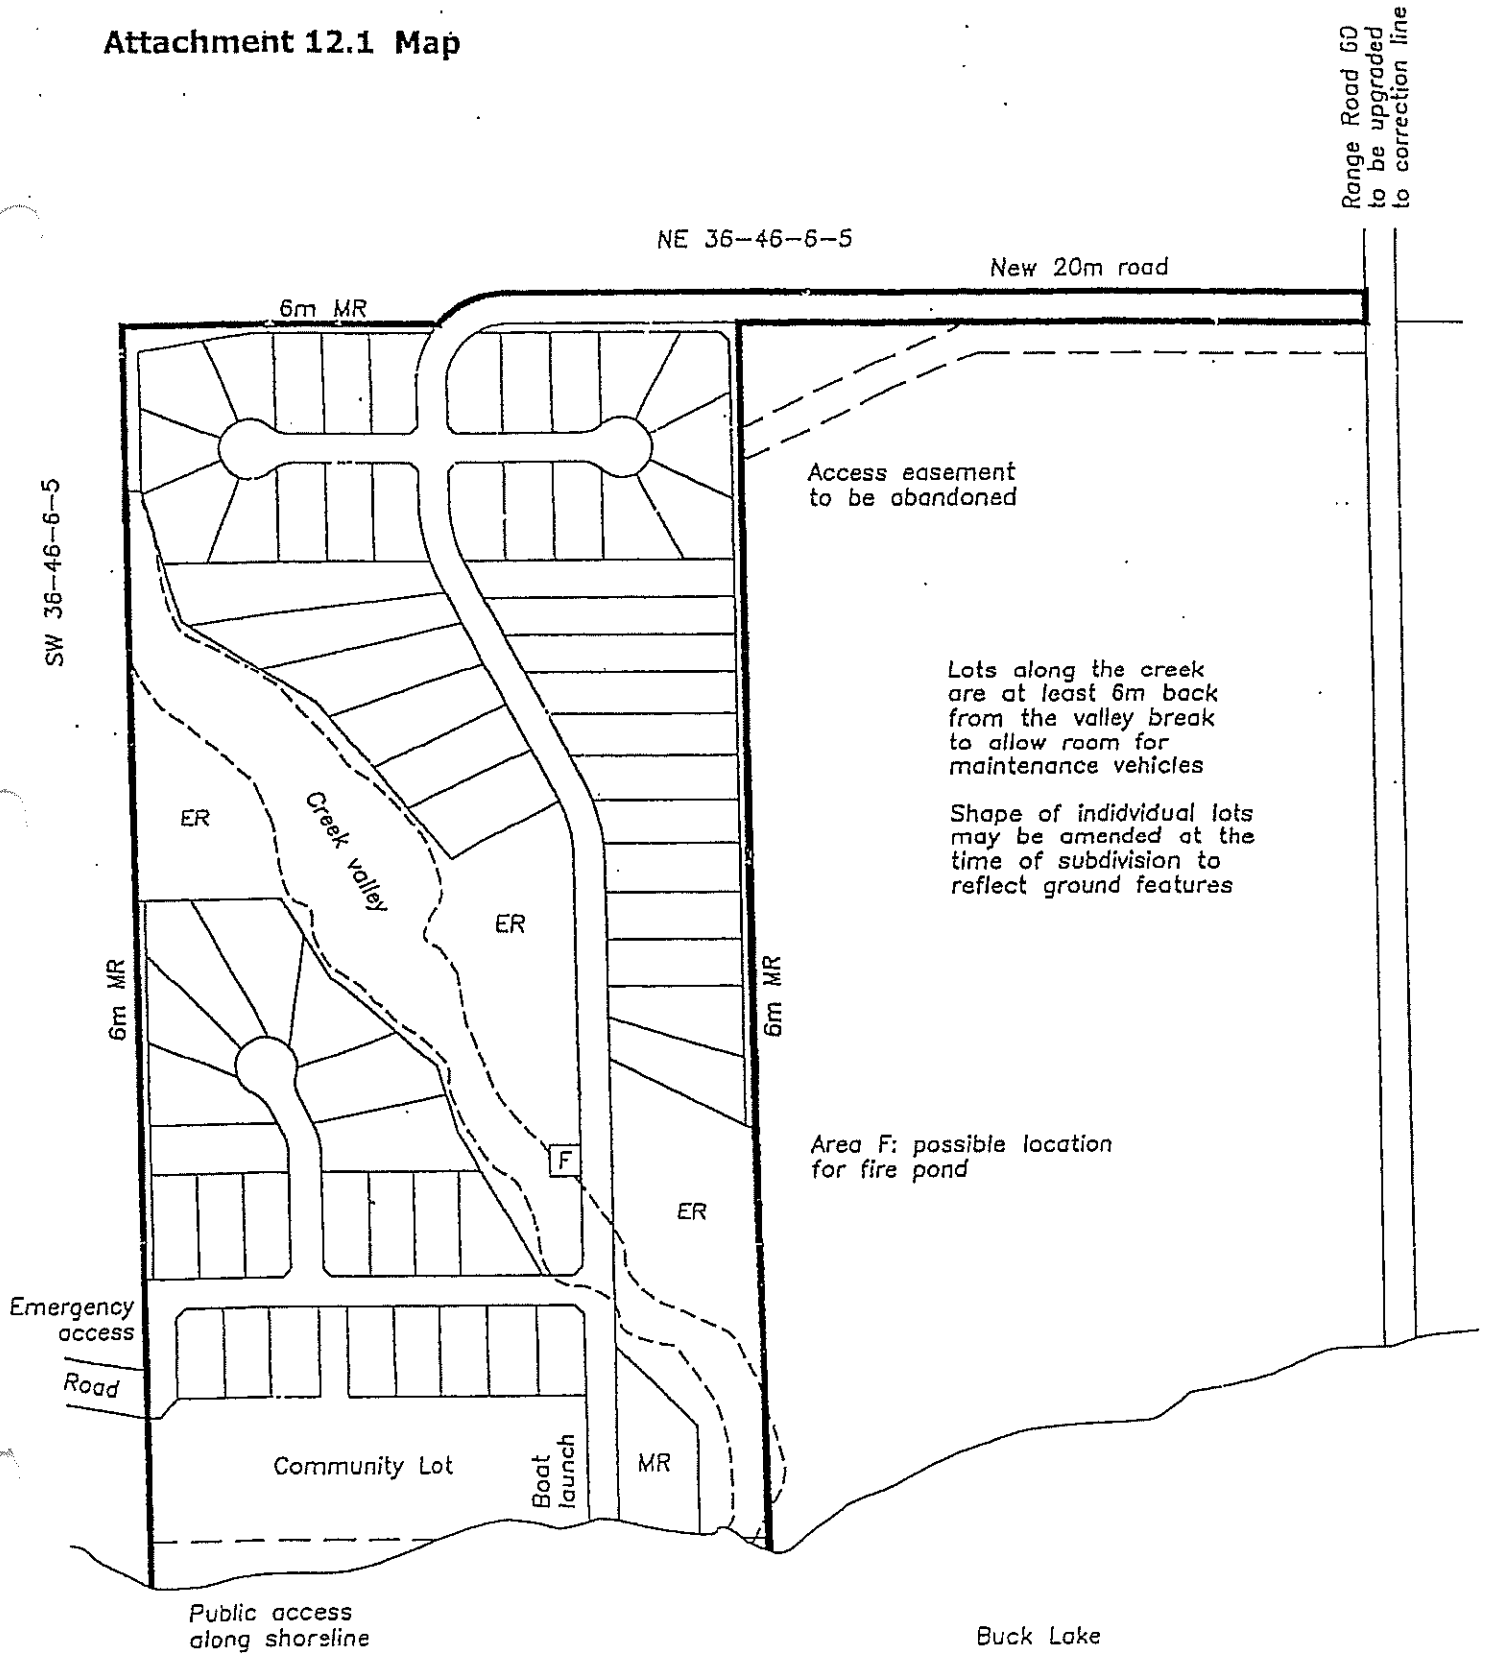 Attachment 12.1 Map
Range Road 60
to be upgraded
to correction line
NE 36-46-6-5
New 20m road
6m MR
SW 36-46-6-5
Access easement
to be abandoned
Lots along the creek
are at least 6m back
from the valley break
to allow room for
maintenance vehicles
Shape of indidvidual lots
may be amended at the
time of subdivision to
reflect ground features
ER
Creek valley
ER
6m MR
6m MR
Area F: possible location
for fire pond
F
ER
Emergency
access
Road
Community Lot
Boat
launch
MR
Public access
along shoreline
Buck Lake